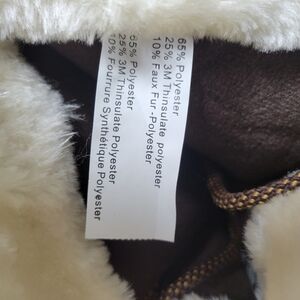 65% Polyester
25% 3M Thinsulate polyester
10% Faux Fur -Polyester
65% Polyester
25% 3M Thinsulate Polyester
10% Fourrure Synthétique Polyester